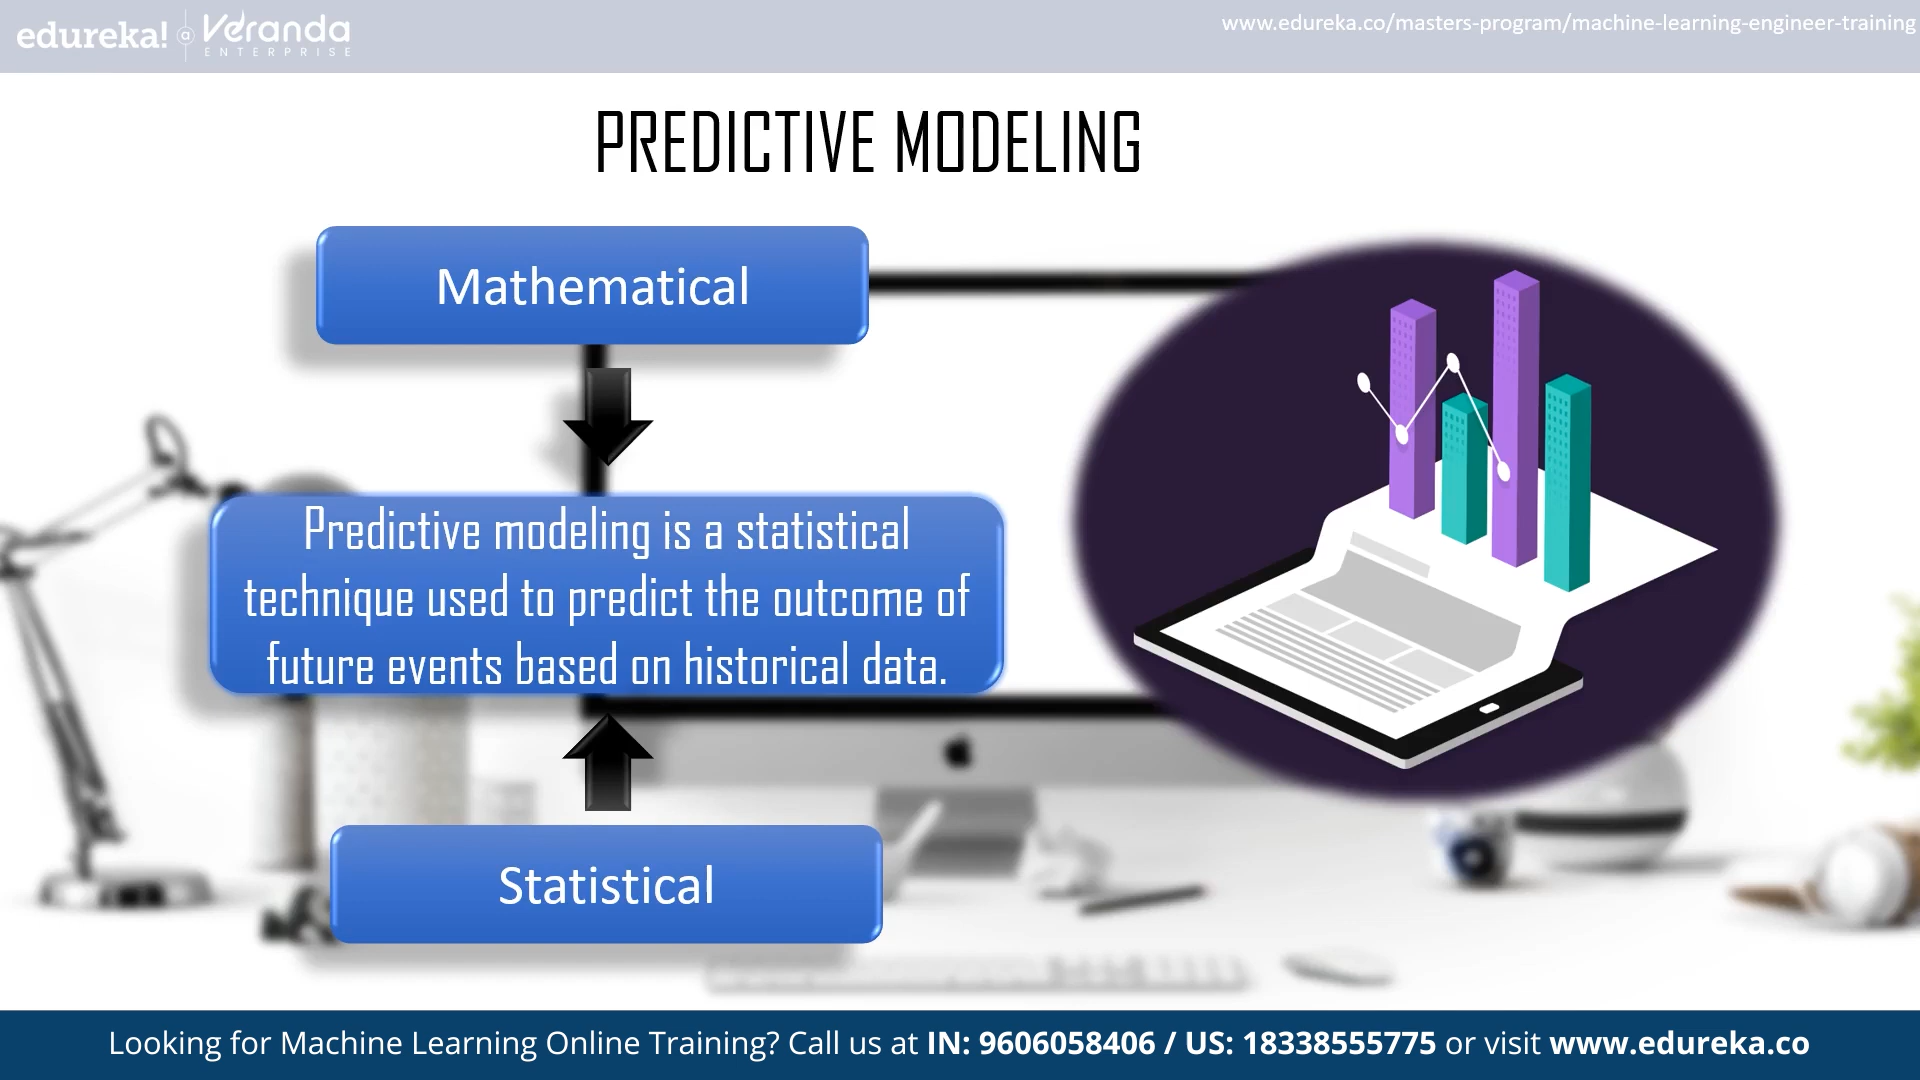 edureka! a Veranda
ENTERPRISE
www.edureka.co/masters-program/machine-learning-engineer-training
PREDICTIVE MODELING
Mathematical
Predictive modeling is a statistical
technique used to predict the outcome of
future events based on historical data.
Statistical
Looking for Machine Learning Online Training? Call us at IN: 9606058406 / US: 18338555775 or visit www.edureka.co